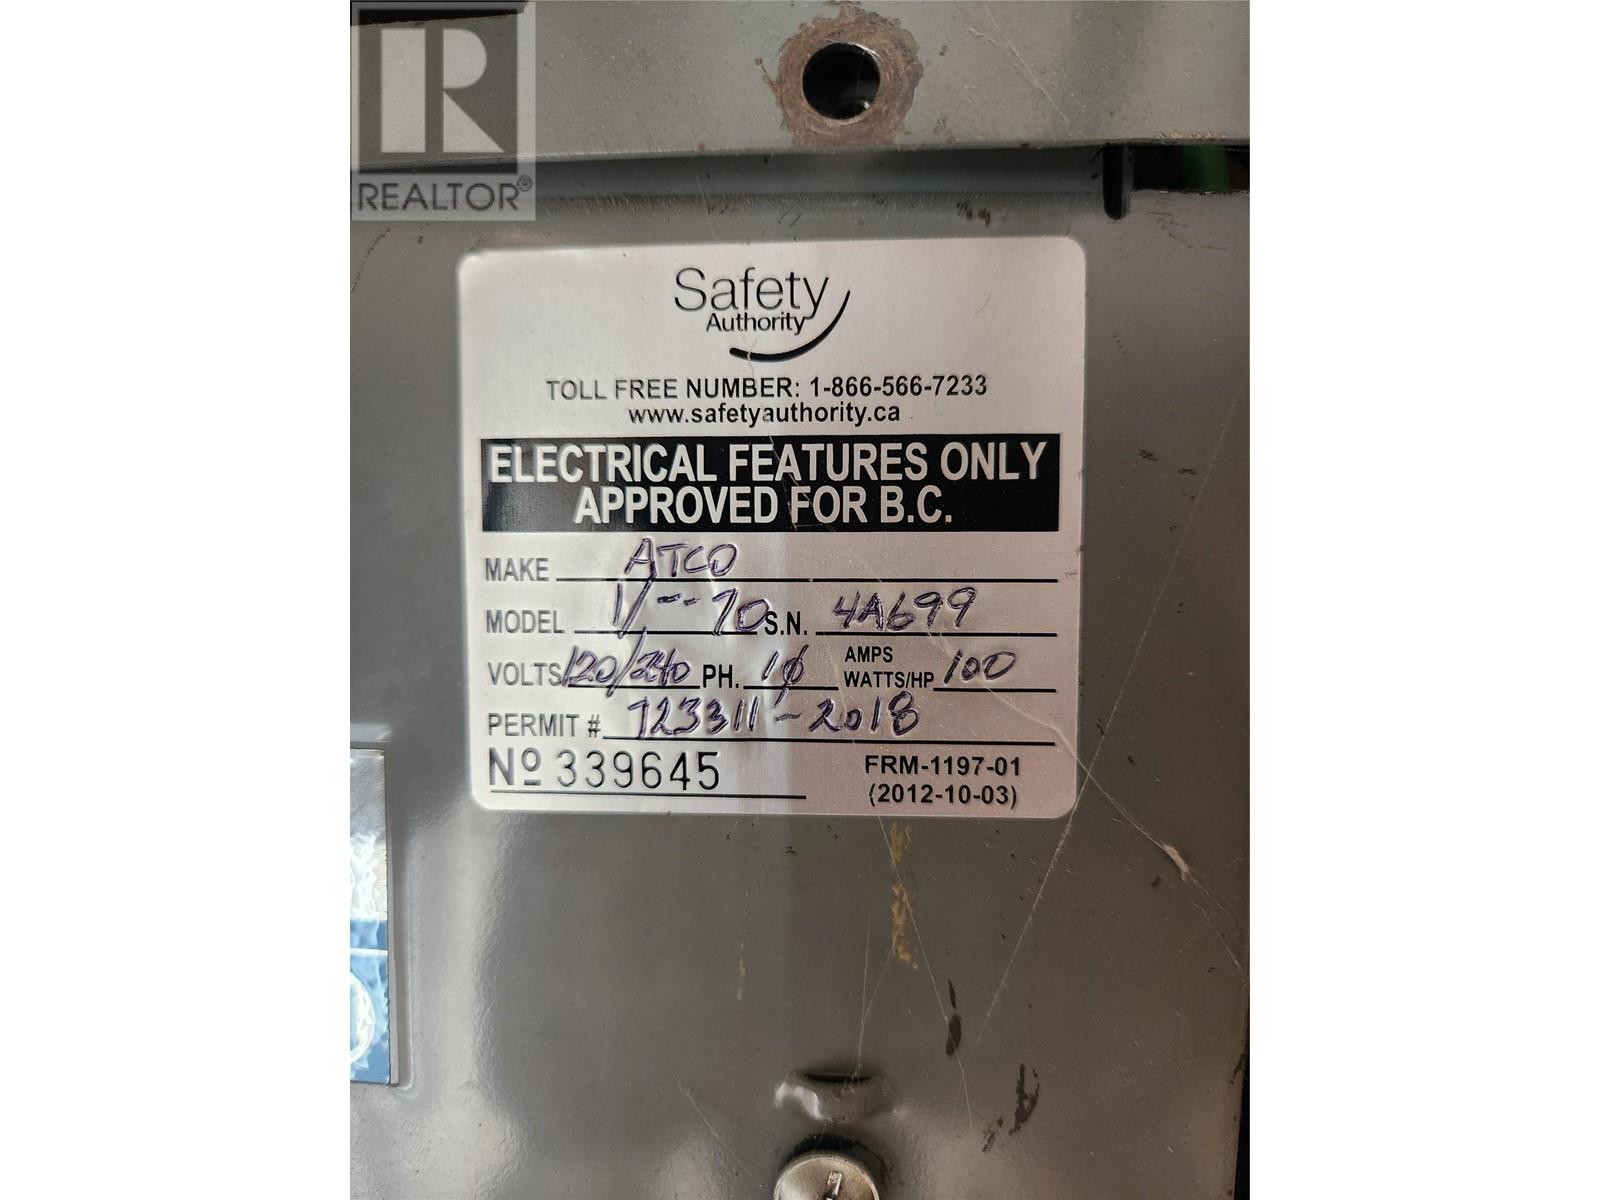 R
REALTOR®
Safety
Authority
TOLL FREE NUMBER: 1-866-566-7233
www.safetyauthority.ca
ELECTRICAL FEATURES ONLY
APPROVED FOR B.C.
MAKE ATCO
MODEL S.N. 4A699
VOLTS 120/240 PH. 1φ AMPS WATTS/HP 100
PERMIT # 723311-2018
Nº 339645
FRM-1197-01
(2012-10-03)